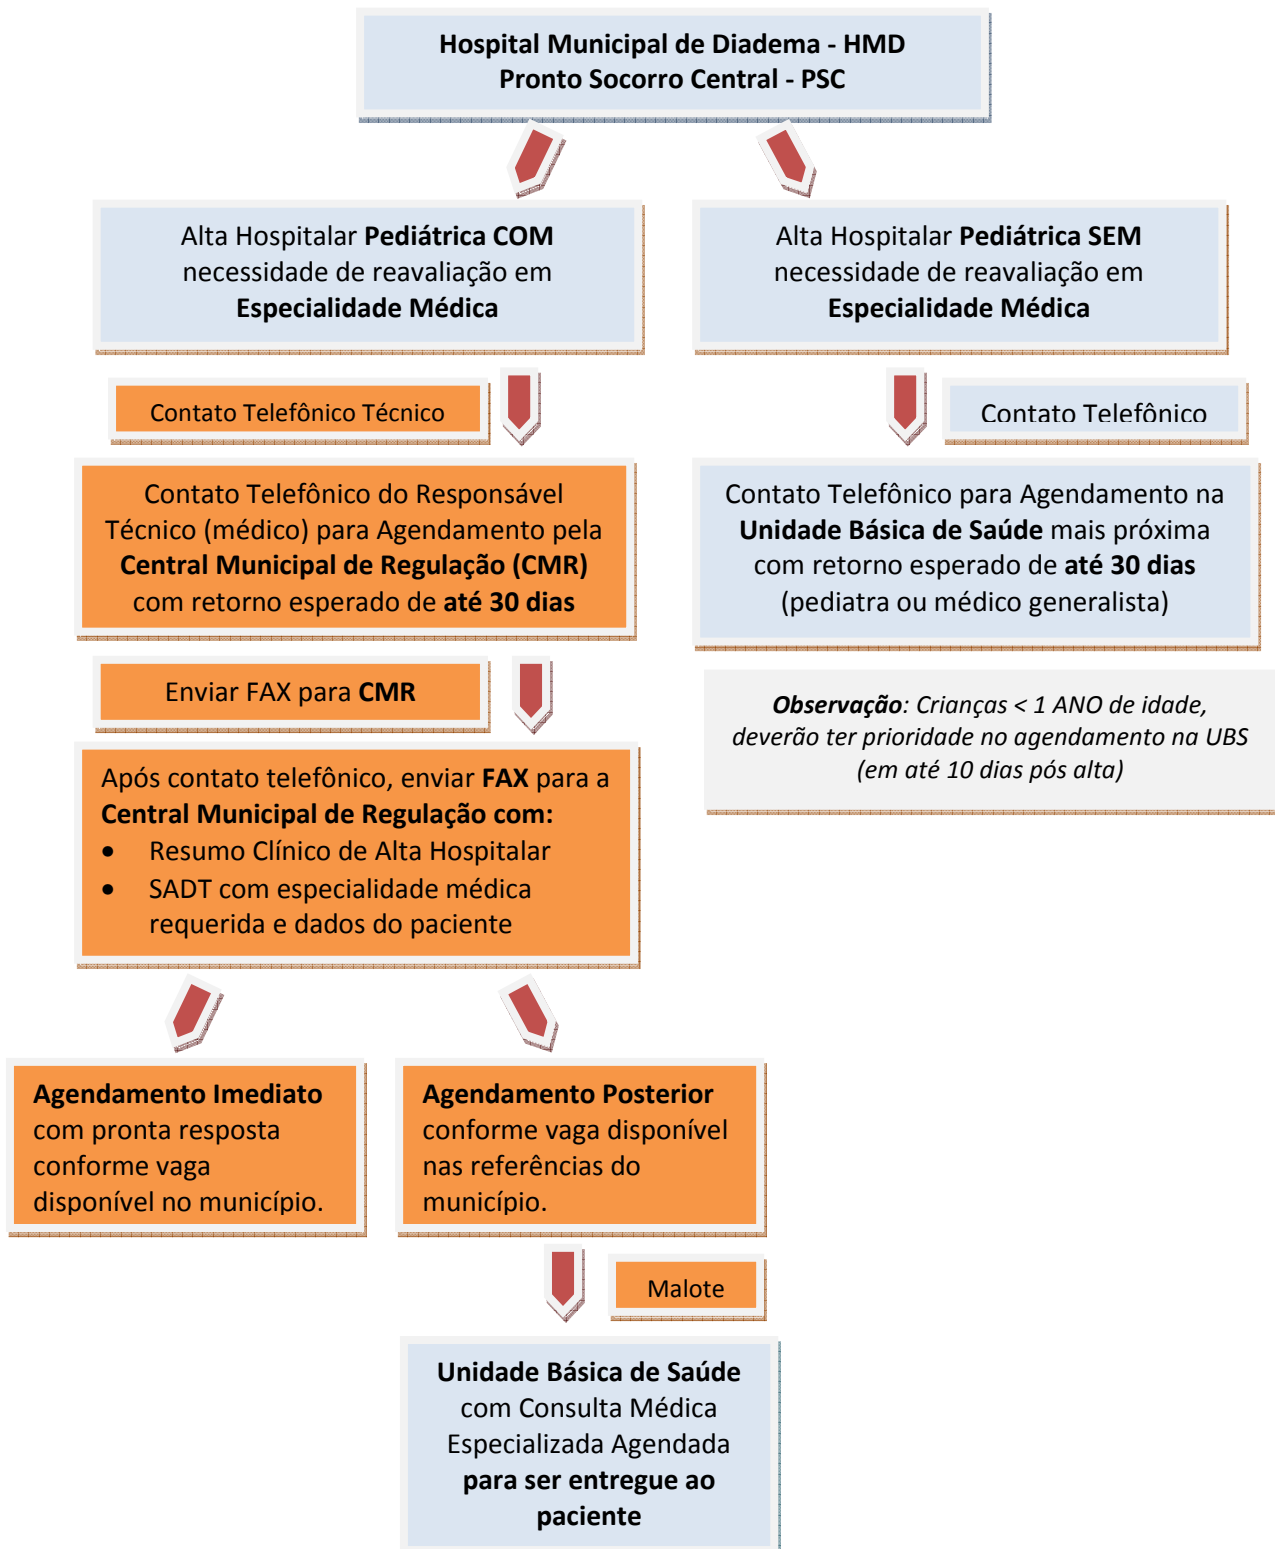 Hospital Municipal de Diadema - HMD
Pronto Socorro Central - PSC
Alta Hospitalar Pediátrica COM
necessidade de reavaliação em
Especialidade Médica
Alta Hospitalar Pediátrica SEM
necessidade de reavaliação em
Especialidade Médica
Contato Telefônico Técnico
Contato Telefônico
Contato Telefônico do Responsável
Técnico (médico) para Agendamento pela
Central Municipal de Regulação (CMR)
com retorno esperado de até 30 dias
Contato Telefônico para Agendamento na
Unidade Básica de Saúde mais próxima
com retorno esperado de até 30 dias
(pediatra ou médico generalista)
Enviar FAX para CMR
Observação: Crianças < 1 ANO de idade,
deverão ter prioridade no agendamento na UBS
(em até 10 dias pós alta)
Após contato telefônico, enviar FAX para a
Central Municipal de Regulação com:
• Resumo Clínico de Alta Hospitalar
• SADT com especialidade médica
requerida e dados do paciente
Agendamento Imediato
com pronta resposta
conforme vaga
disponível no município.
Agendamento Posterior
conforme vaga disponível
nas referências do
município.
Malote
Unidade Básica de Saúde
com Consulta Médica
Especializada Agendada
para ser entregue ao
paciente